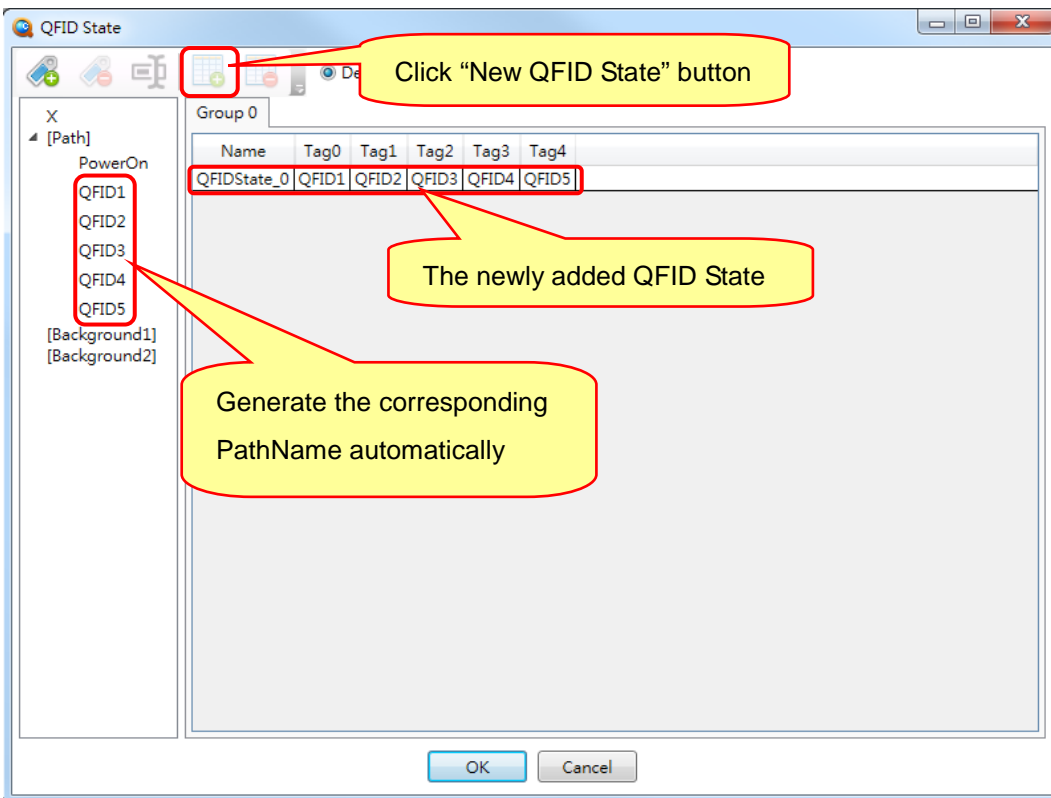 QFID State
De
Click “New QFID State” button
X
[Path]
PowerOn
QFID1
QFID2
QFID3
QFID4
QFID5
[Background1]
[Background2]
Group 0
Name Tag0 Tag1 Tag2 Tag3 Tag4
QFIDState_0 QFID1 QFID2 QFID3 QFID4 QFID5
The newly added QFID State
Generate the corresponding
PathName automatically
OK Cancel